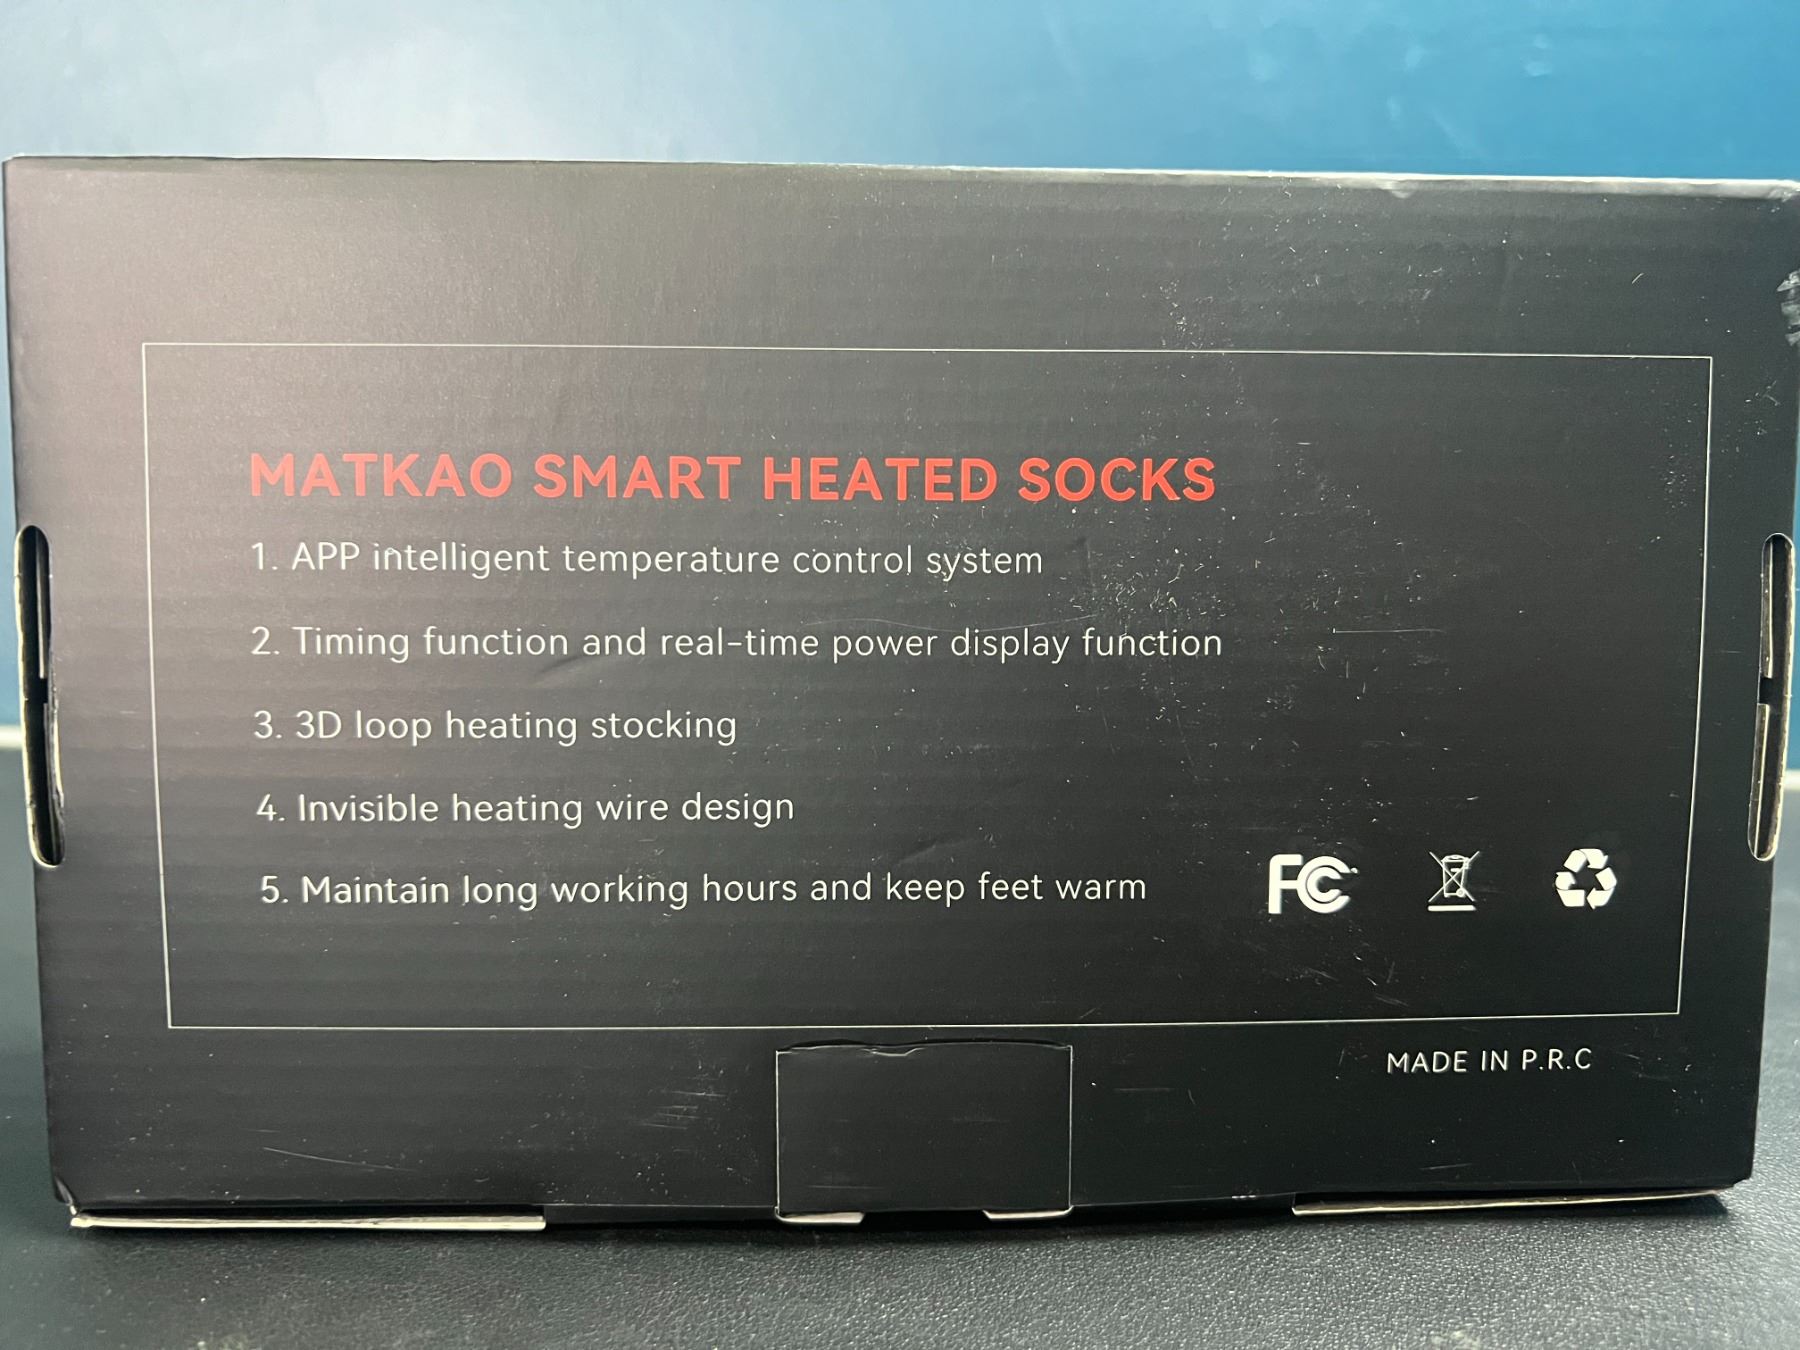 MATKAO SMART HEATED SOCKS
1. APP intelligent temperature control system
2. Timing function and real-time power display function
3. 3D loop heating stocking
4. Invisible heating wire design
5. Maintain long working hours and keep feet warm
FC
MADE IN P.R.C